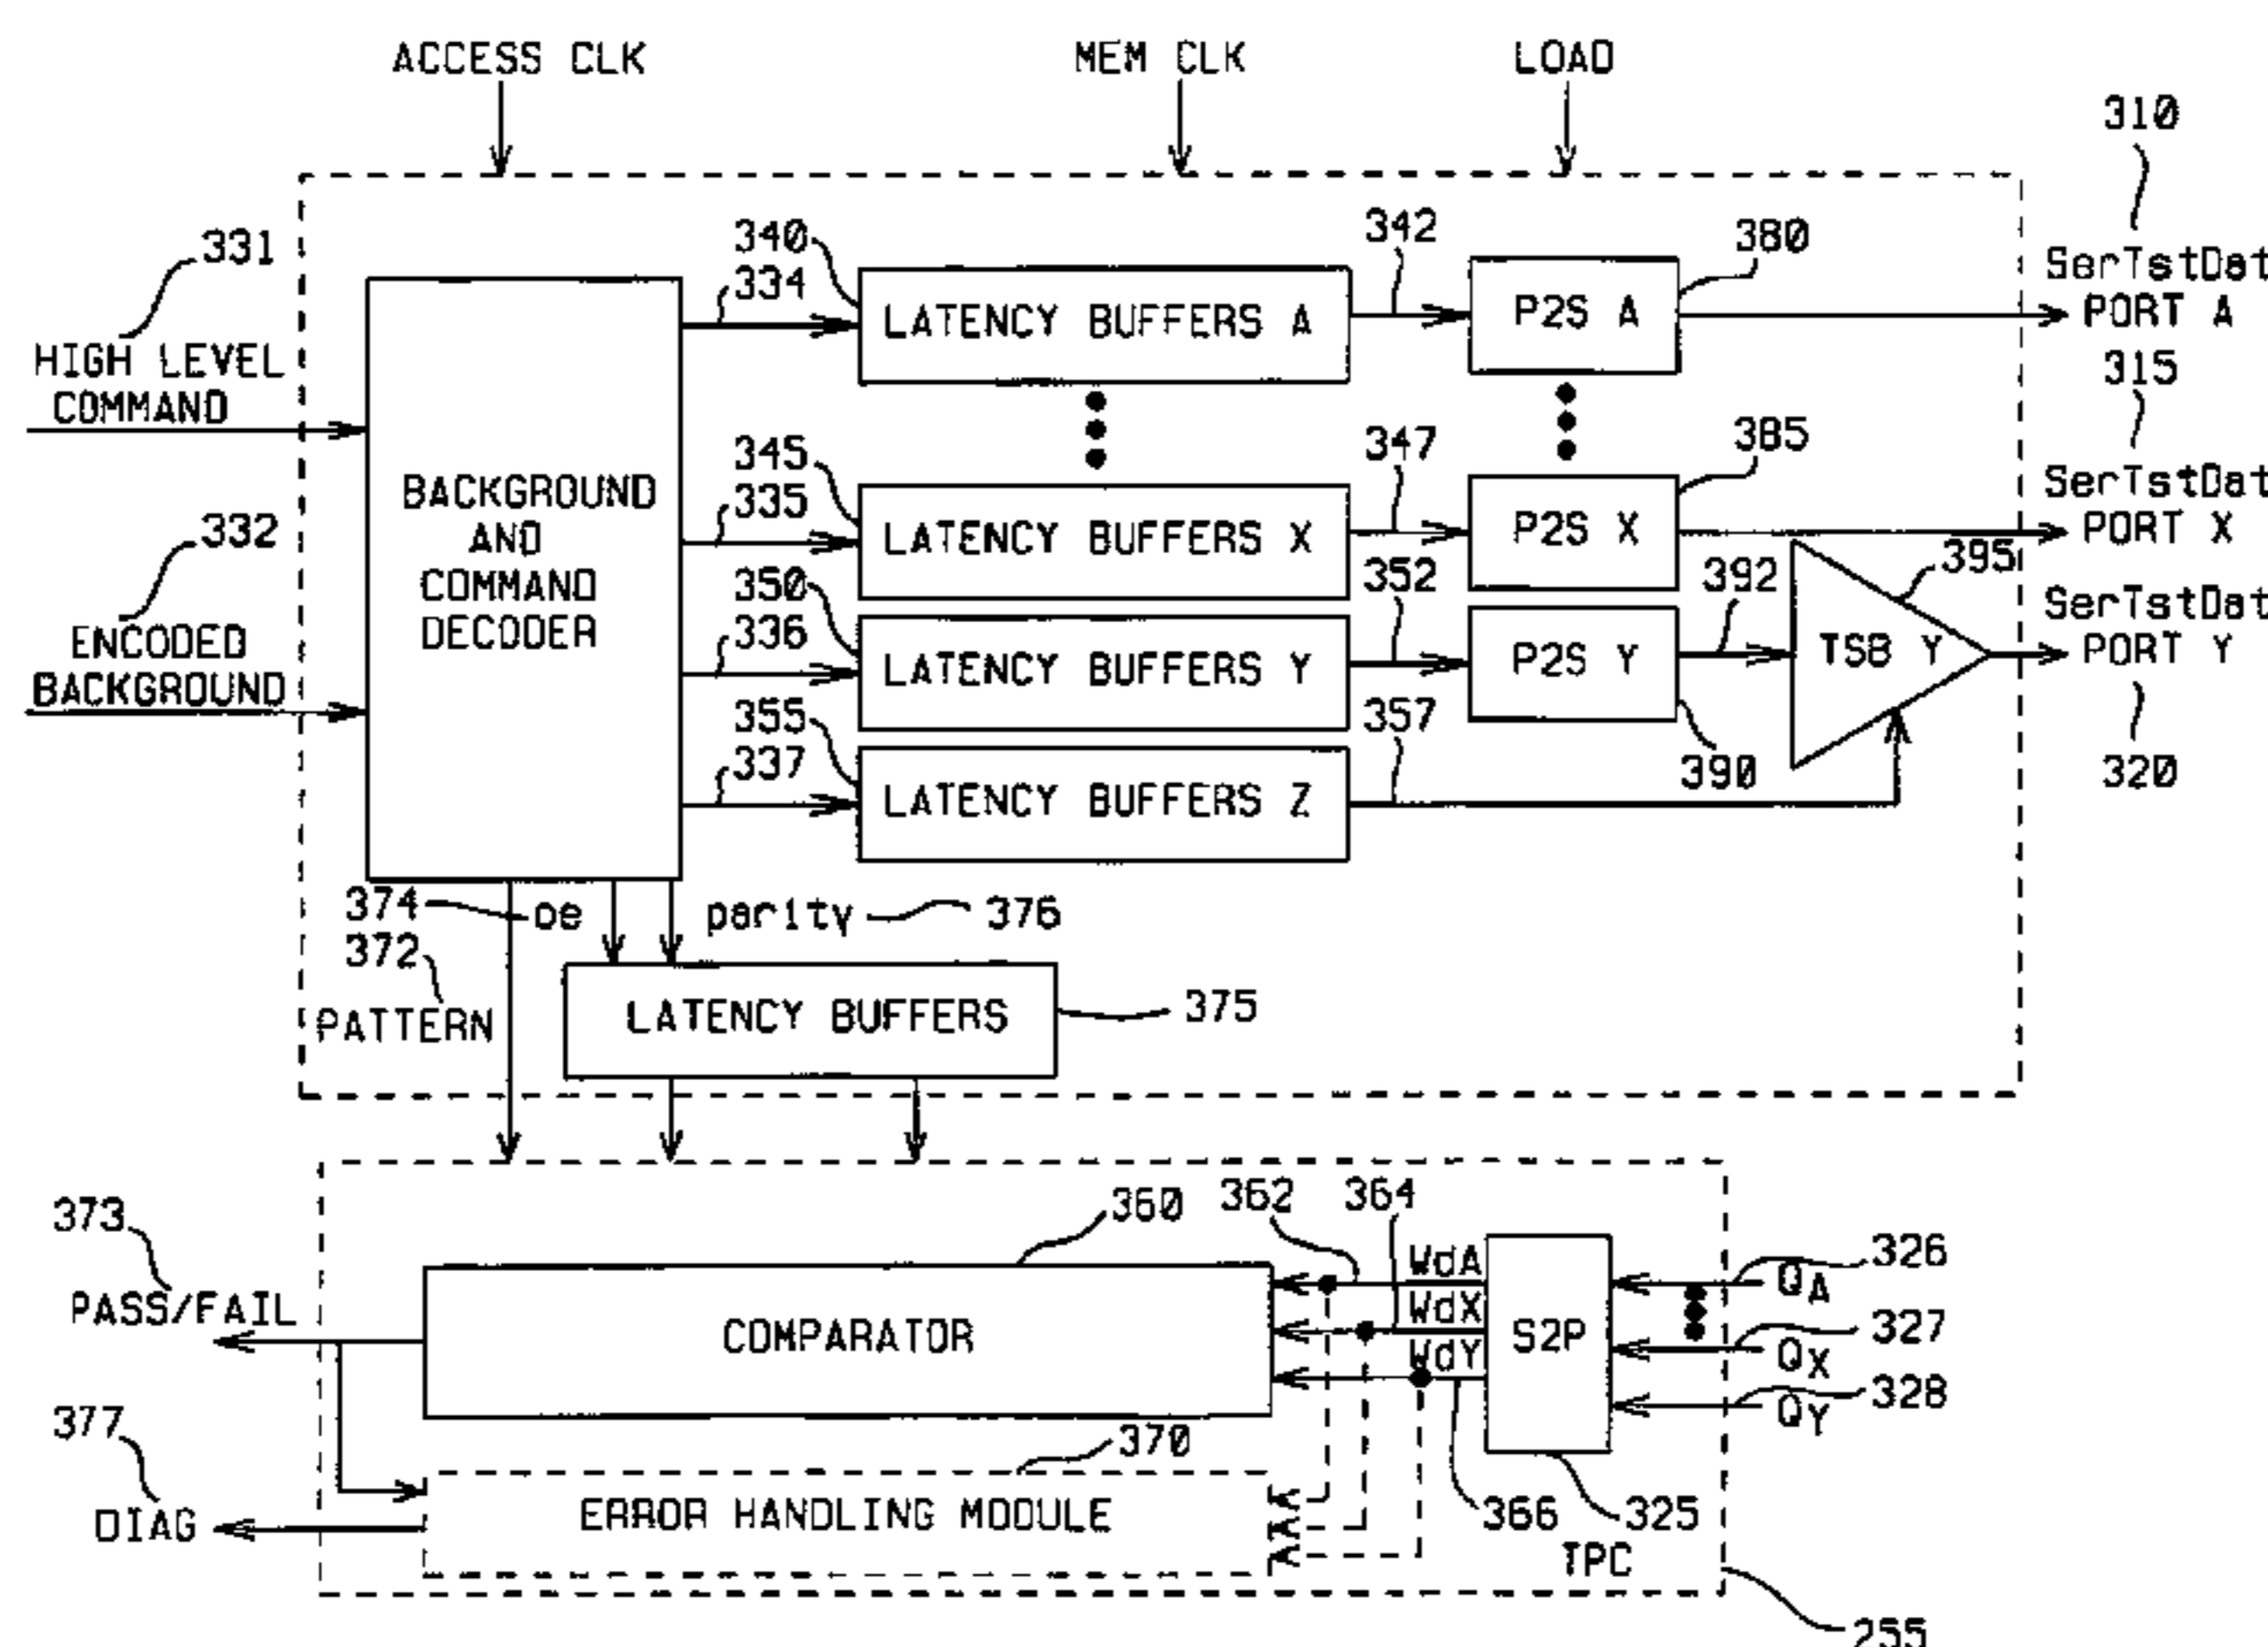 ACCESS CLK
MEM CLK
LOAD
310
SerTstDat
PORT A
331
HIGH LEVEL
COMMAND
332
ENCODED
BACKGROUND
BACKGROUND
AND
COMMAND
DECODER
340
334
LATENCY BUFFERS A
342
P2S A
380
315
SerTstDat
PORT X
345
335
LATENCY BUFFERS X
347
P2S X
385
395
350
336
LATENCY BUFFERS Y
352
P2S Y
392
390
TSB Y
SerTstDat
PORT Y
320
355
337
LATENCY BUFFERS Z
357
374
oe
parity
376
372
PATTERN
LATENCY BUFFERS
375
373
PASS/FAIL
360
COMPARATOR
362
364
WdA
WdX
WdY
S2P
326
QA
327
QX
328
QY
377
DIAG
370
ERROR HANDLING MODULE
366
325
TPC
255